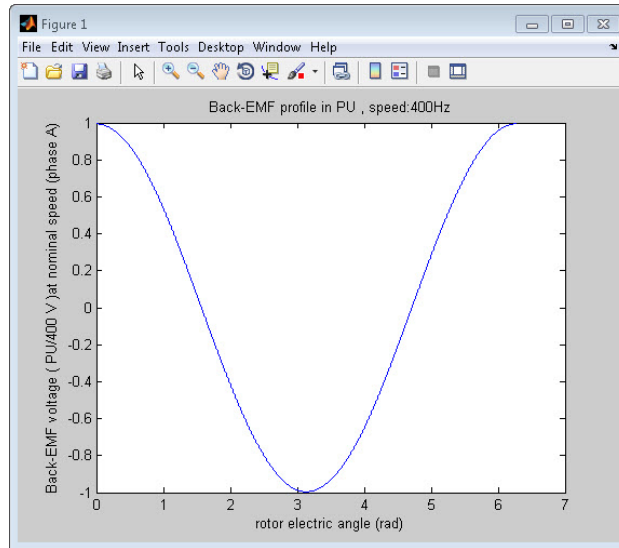 Figure 1
File Edit View Insert Tools Desktop Window Help
Back-EMF profile in PU , speed:400Hz
Back-EMF voltage ( PU/400 V )at nominal speed (phase A)
1
0.8
0.6
0.4
0.2
0
-0.2
-0.4
-0.6
-0.8
-1
0 1 2 3 4 5 6 7
rotor electric angle (rad)